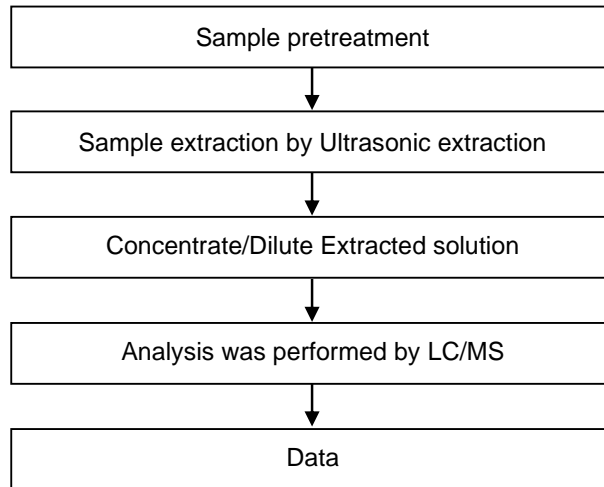 Sample pretreatment
Sample extraction by Ultrasonic extraction
Concentrate/Dilute Extracted solution
Analysis was performed by LC/MS
Data